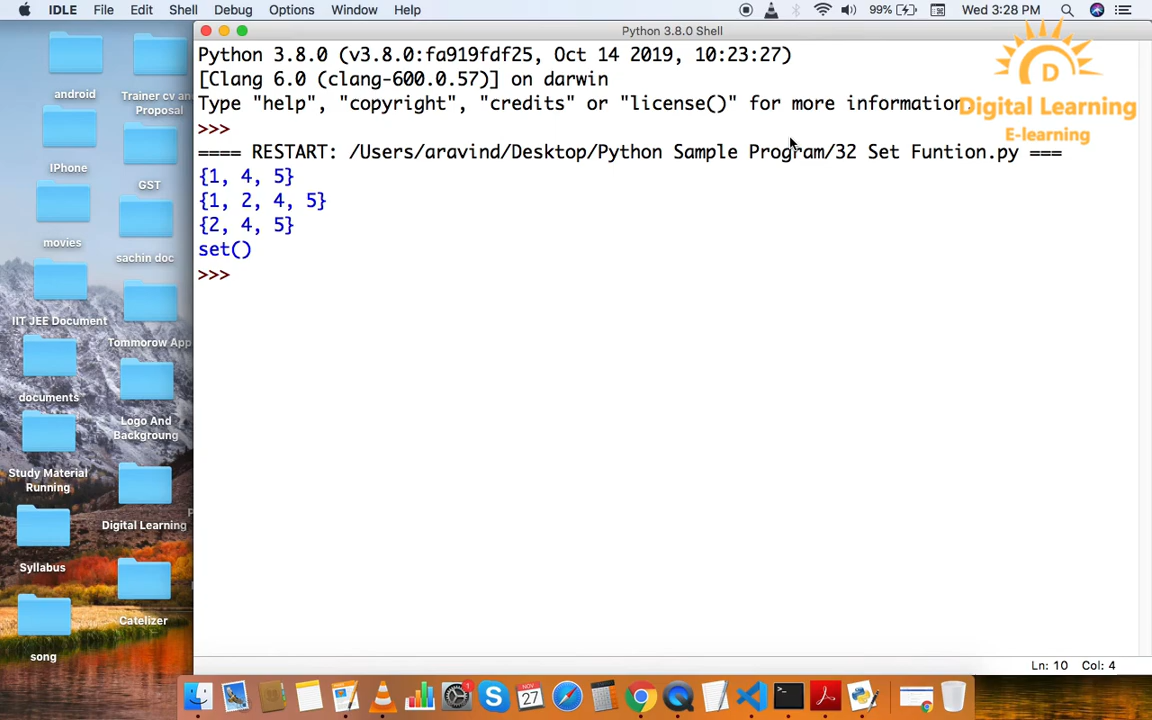 IDLE File Edit Shell Debug Options Window Help 99% Wed 3:28 PM
Python 3.8.0 Shell
Python 3.8.0 (v3.8.0:fa919fdf25, Oct 14 2019, 10:23:27)
[Clang 6.0 (clang-600.0.57)] on darwin
Type "help", "copyright", "credits" or "license()" for more information.
>>>
==== RESTART: /Users/aravind/Desktop/Python Sample Program/32 Set Funtion.py ===
{1, 4, 5}
{1, 2, 4, 5}
{2, 4, 5}
set()
>>>
D
Digital Learning
E-learning
android
Trainer cv and
Proposal
IPhone
GST
movies
sachin doc
IIT JEE Document
Tommorow App
documents
Logo And
Backgroung
Study Material
Running
Digital Learning
Syllabus
Catelizer
song
Ln: 10 Col: 4
1
NOV
27